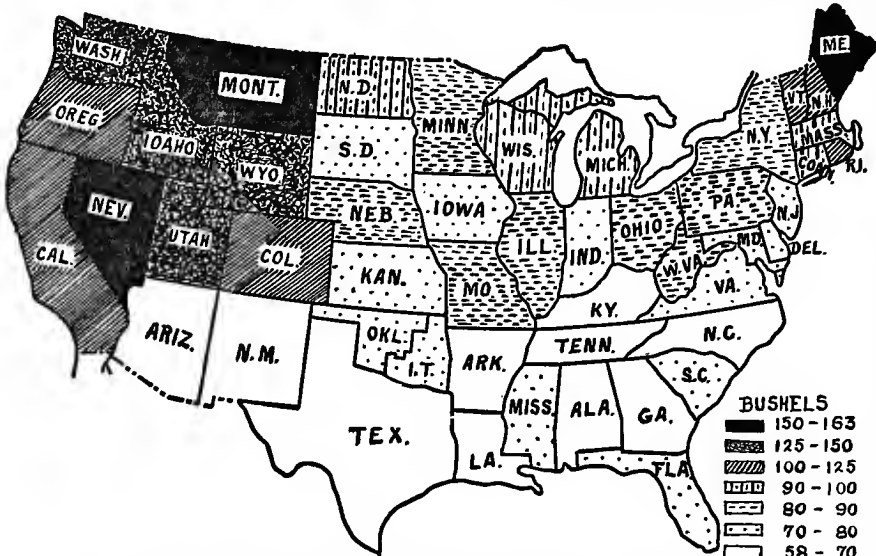 WASH
MONT.
N.D.
MINN.
ME.
VT.
N.H.
OREG.
IDAHO
WYO.
S.D.
WIS.
MICH.
N.Y.
MASS.
CONN.
R.I.
NEV.
UTAH
COL.
NEB.
IOWA
ILL.
IND.
OHIO
PA.
N.J.
CAL.
KAN.
MO.
W.VA.
MD.
DEL.
VA.
KY.
ARIZ.
N.M.
OKL.
I.T.
ARK.
TENN.
N.C.
S.C.
TEX.
LA.
MISS.
ALA.
GA.
FLA.
BUSHELS
150-163
125-150
100-125
90-100
80-90
70-80
58-70